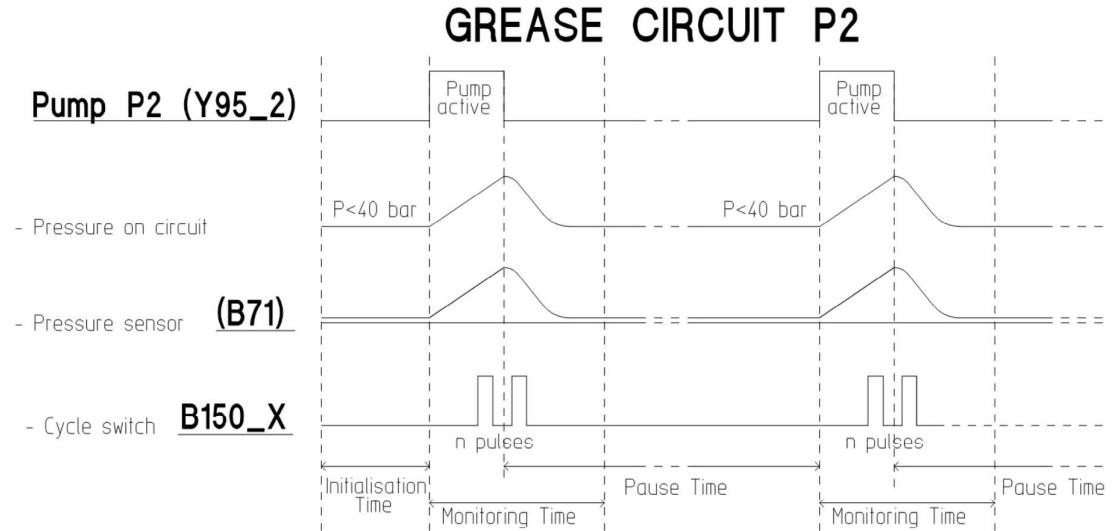 GREASE CIRCUIT P2
Pump P2 (Y95_2)
Pump
active
Pump
active
P<40 bar
P<40 bar
- Pressure on circuit
- Pressure sensor (B71)
- Cycle switch B150_X
n pulses
n pulses
Initialisation
Time
Pause Time
Pause Time
Monitoring Time
Monitoring Time